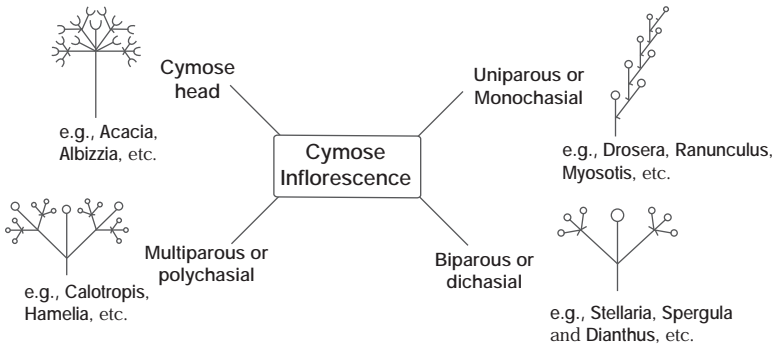 Cymose
head
e.g., Acacia,
Albizzia, etc.
Uniparous or
Monochasial
e.g., Drosera, Ranunculus,
Myosotis, etc.
Cymose
Inflorescence
Multiparous or
polychasial
e.g., Calotropis,
Hamelia, etc.
Biparous or
dichasial
e.g., Stellaria, Spergula
and Dianthus, etc.